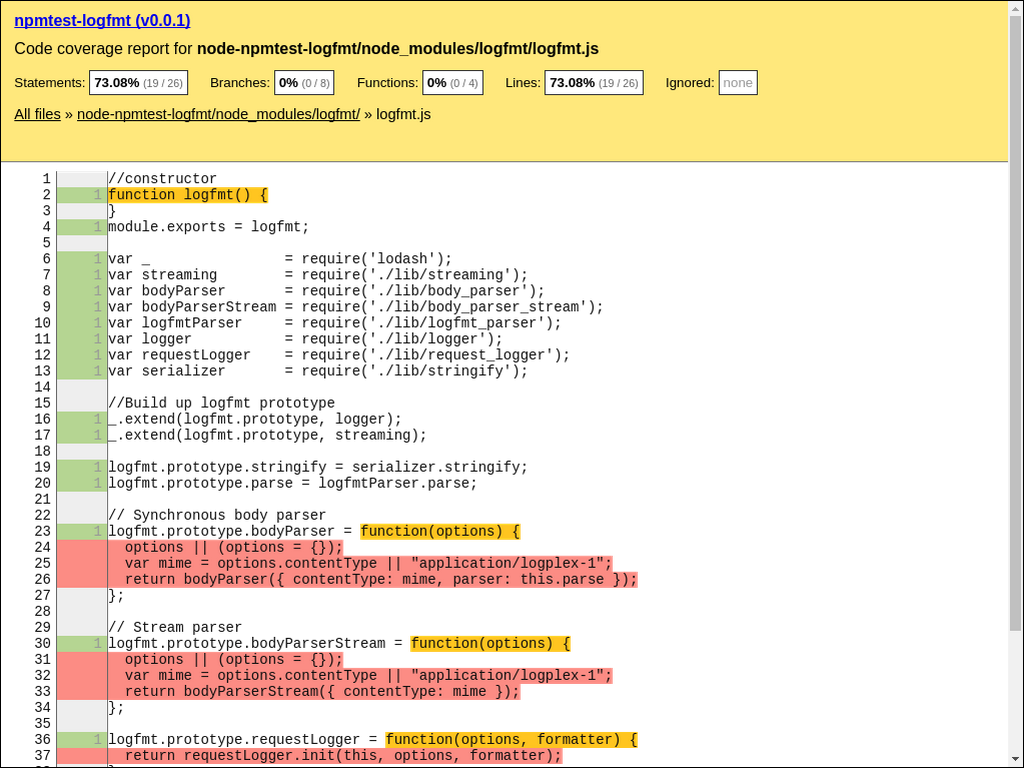 npmtest-logfmt (v0.0.1)
Code coverage report for node-npmtest-logfmt/node_modules/logfmt/logfmt.js
Statements: 73.08% (19 / 26) Branches: 0% (0 / 8) Functions: 0% (0 / 4) Lines: 73.08% (19 / 26) Ignored: none
All files » node-npmtest-logfmt/node_modules/logfmt/ » logfmt.js
1 //constructor
2 1 function logfmt() {
3 }
4 1 module.exports = logfmt;
5
6 1 var _                = require('lodash');
7 1 var streaming        = require('./lib/streaming');
8 1 var bodyParser       = require('./lib/body_parser');
9 1 var bodyParserStream = require('./lib/body_parser_stream');
10 1 var logfmtParser     = require('./lib/logfmt_parser');
11 1 var logger           = require('./lib/logger');
12 1 var requestLogger    = require('./lib/request_logger');
13 1 var serializer       = require('./lib/stringify');
14
15 //Build up logfmt prototype
16 1 _.extend(logfmt.prototype, logger);
17 1 _.extend(logfmt.prototype, streaming);
18
19 1 logfmt.prototype.stringify = serializer.stringify;
20 1 logfmt.prototype.parse = logfmtParser.parse;
21
22 // Synchronous body parser
23 1 logfmt.prototype.bodyParser = function(options) {
24   options || (options = {});
25   var mime = options.contentType || "application/logplex-1";
26   return bodyParser({ contentType: mime, parser: this.parse });
27 };
28
29 // Stream parser
30 1 logfmt.prototype.bodyParserStream = function(options) {
31   options || (options = {});
32   var mime = options.contentType || "application/logplex-1";
33   return bodyParserStream({ contentType: mime });
34 };
35
36 1 logfmt.prototype.requestLogger = function(options, formatter) {
37   return requestLogger.init(this, options, formatter);